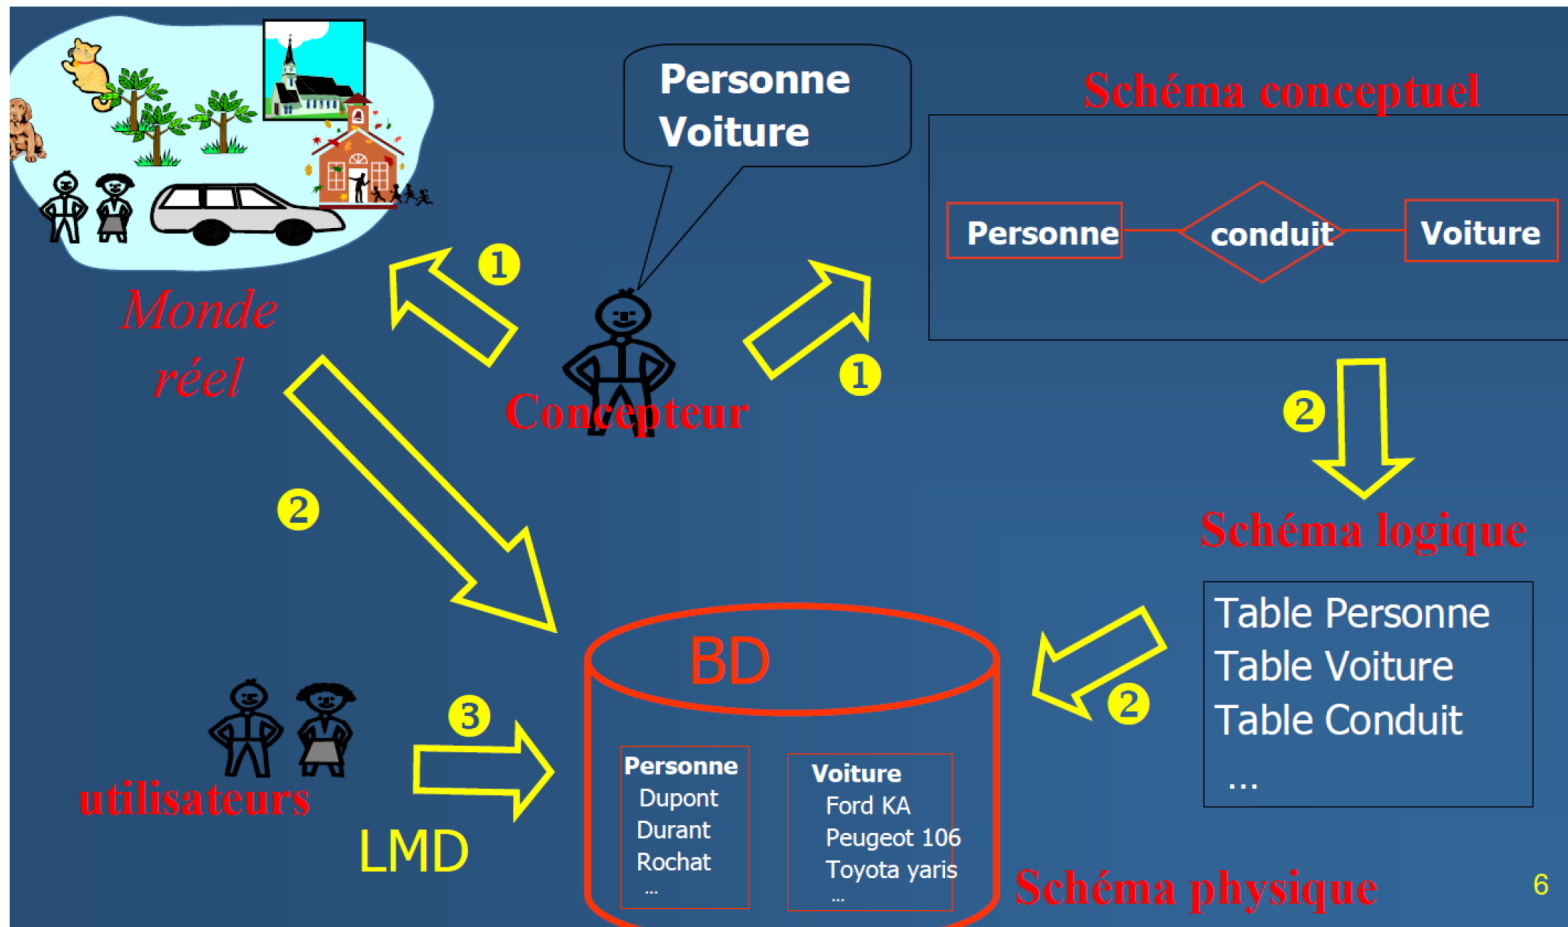 Personne
Voiture
Schéma conceptuel
Personne
conduit
Voiture
1
Monde
réel
1
Concepteur
2
2
Schéma logique
Table Personne
Table Voiture
Table Conduit
...
2
BD
3
utilisateurs
LMD
Personne
Dupont
Durant
Rochat
...
Voiture
Ford KA
Peugeot 106
Toyota yaris
...
Schéma physique
6